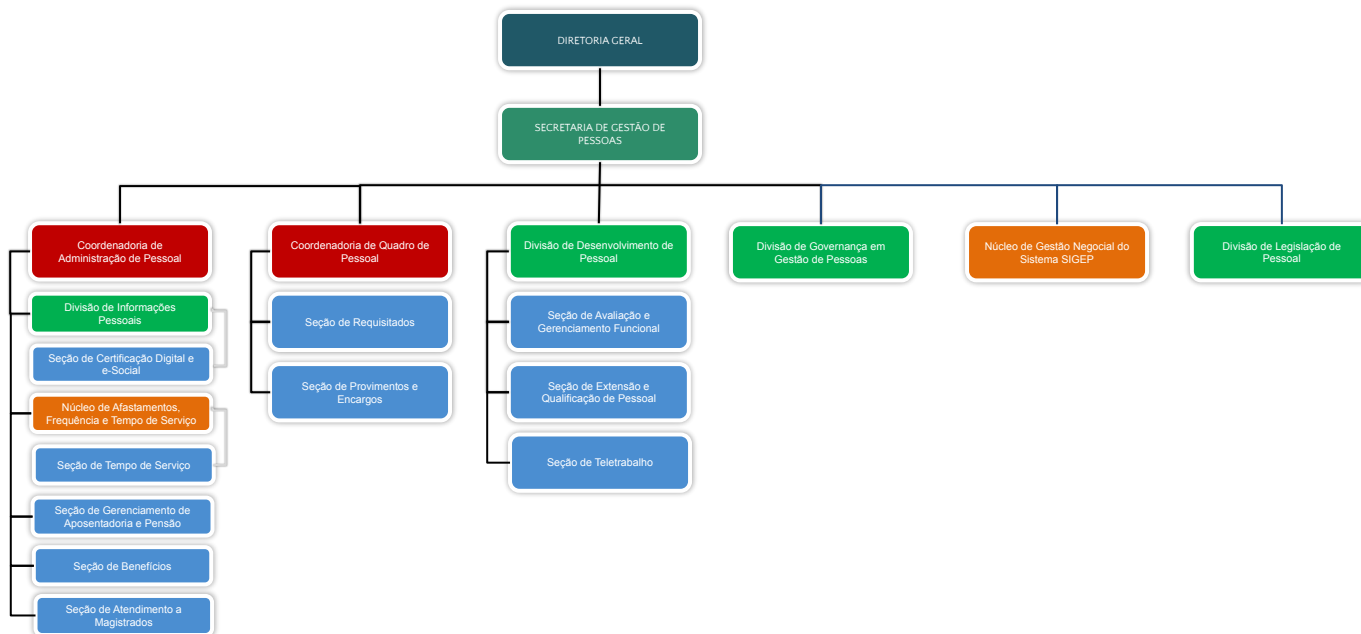 DIRETORIA GERAL
SECRETARIA DE GESTÃO DE
PESSOAS
Coordenadoria de
Administração de Pessoal
Divisão de Informações
Pessoais
Seção de Certificação Digital e
e-Social
Núcleo de Afastamentos,
Frequência e Tempo de Serviço
Seção de Tempo de Serviço
Seção de Gerenciamento de
Aposentadoria e Pensão
Seção de Benefícios
Seção de Atendimento a
Magistrados
Coordenadoria de Quadro de
Pessoal
Seção de Requisitados
Seção de Provimentos e
Encargos
Divisão de Desenvolvimento de
Pessoal
Seção de Avaliação e
Gerenciamento Funcional
Seção de Extensão e
Qualificação de Pessoal
Seção de Teletrabalho
Divisão de Governança em
Gestão de Pessoas
Núcleo de Gestão Negocial do
Sistema SIGEP
Divisão de Legislação de
Pessoal